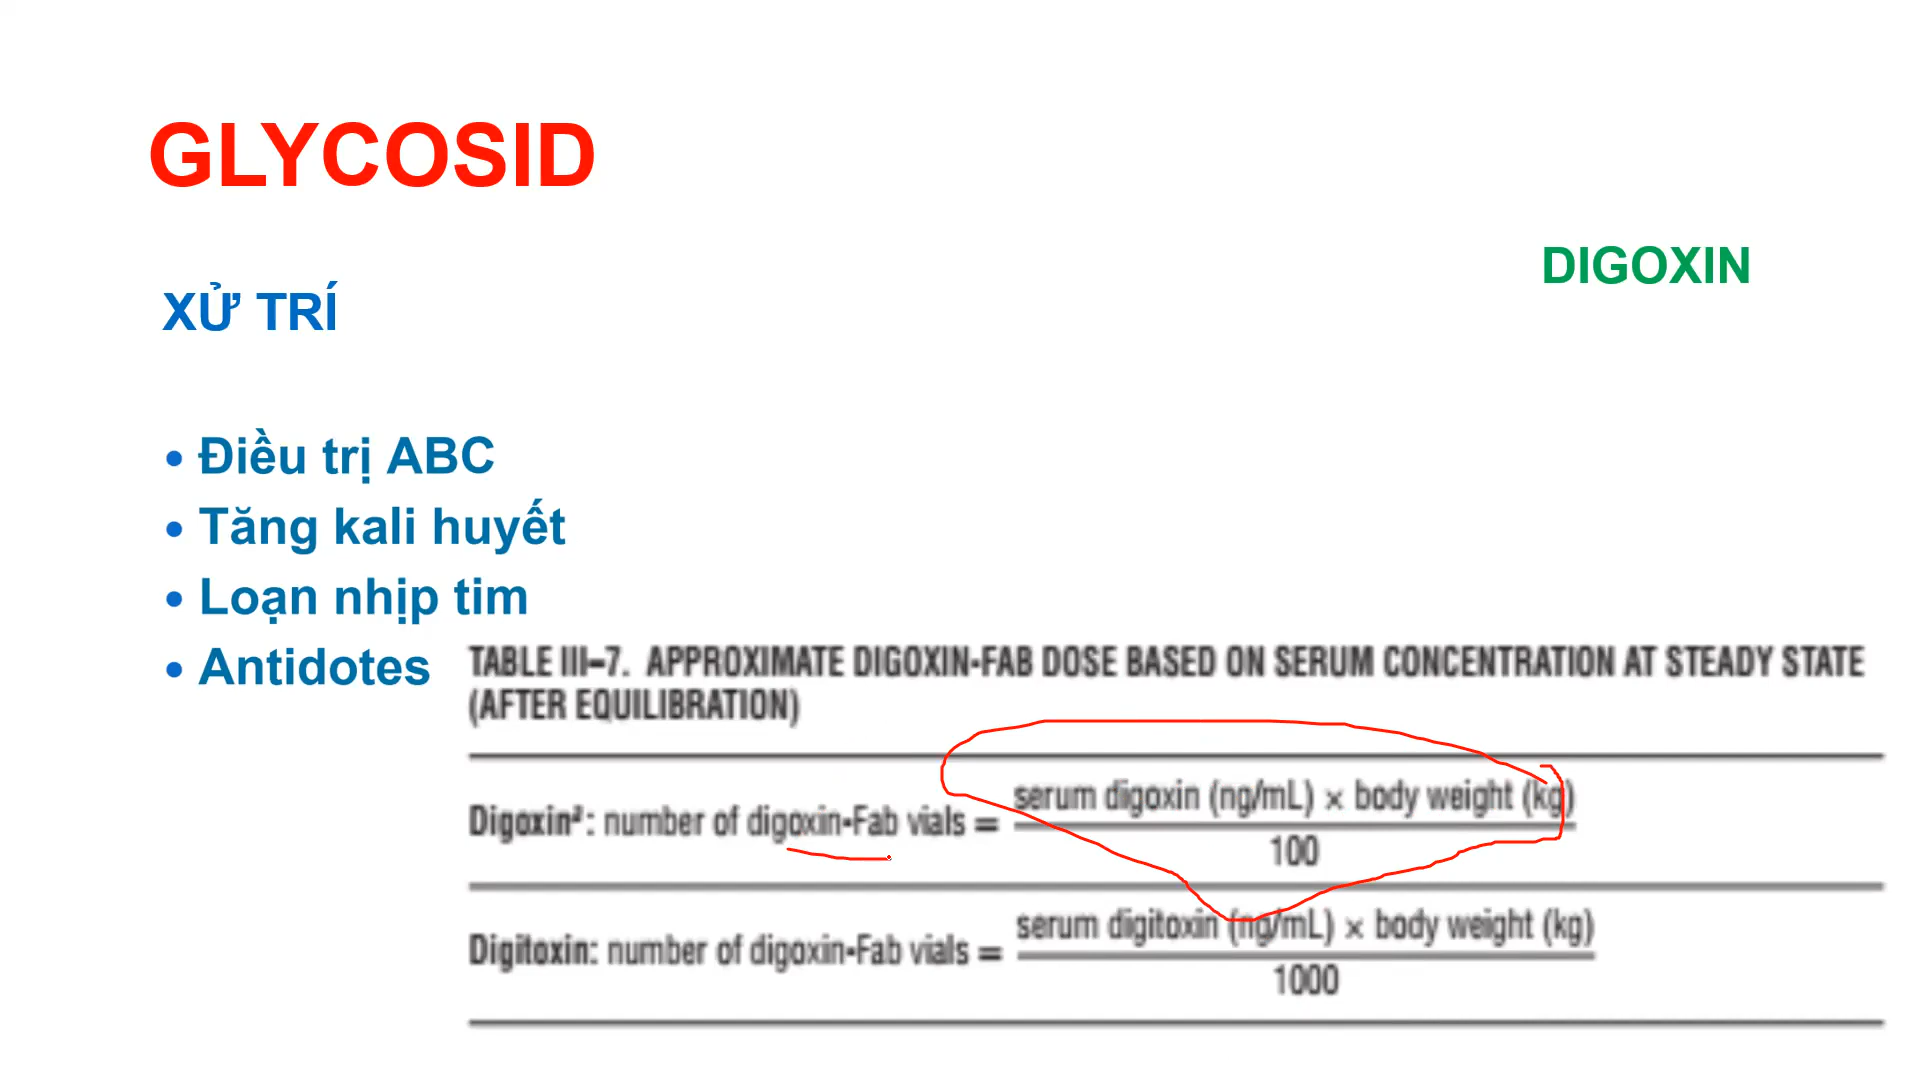 GLYCOSID
DIGOXIN
XỬ TRÍ
• Điều trị ABC
• Tăng kali huyết
• Loạn nhịp tim
• Antidotes
TABLE III–7. APPROXIMATE DIGOXIN-FAB DOSE BASED ON SERUM CONCENTRATION AT STEADY STATE
(AFTER EQUILIBRATION)
Digoxin²: number of digoxin-Fab vials = serum digoxin (ng/mL) × body weight (kg)
100
Digitoxin: number of digoxin-Fab vials = serum digitoxin (ng/mL) × body weight (kg)
1000